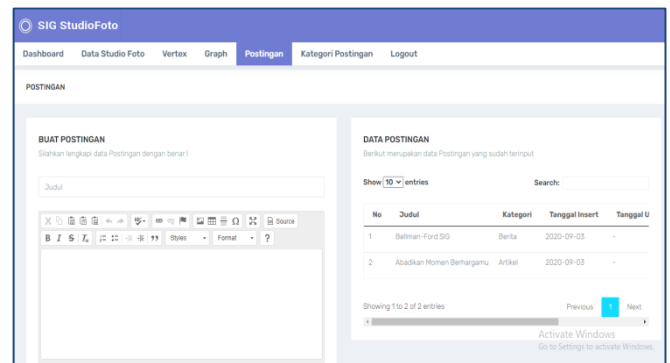 SIG StudioFoto
Dashboard Data Studio Foto Vertex Graph Postingan Kategori Postingan Logout
POSTINGAN
BUAT POSTINGAN
Silahkan lengkapi data Postingan dengan benar !
Judul
Source
B I S Tx Styles Format ?
DATA POSTINGAN
Berikut merupakan data Postingan yang sudah terinput
Show 10 entries Search:
No Judul Kategori Tanggal Insert Tanggal U
1 Bellman-Ford SIG Berita 2020-09-03 -
2 Abadikan Momen Berhargamu Artikel 2020-09-03 -
Showing 1 to 2 of 2 entries Previous 1 Next
Activate Windows
Go to Settings to activate Windows.